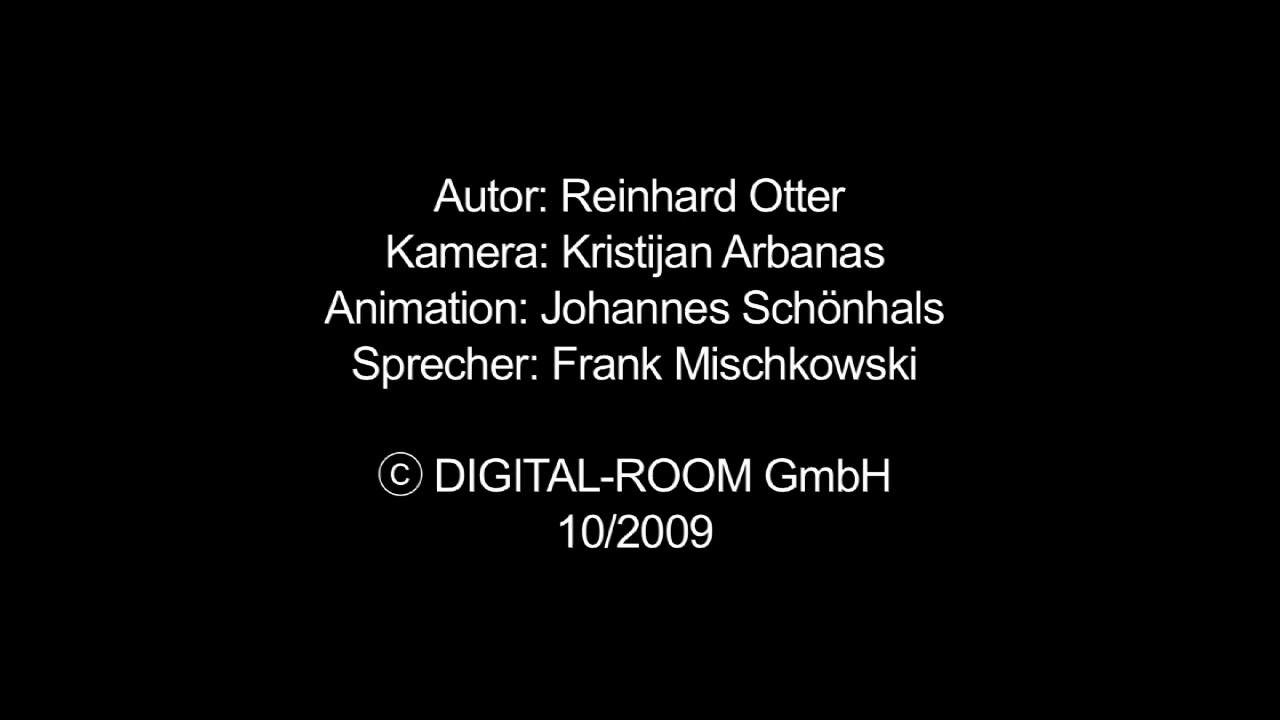 Autor: Reinhard Otter
Kamera: Kristijan Arbanas
Animation: Johannes Schönhals
Sprecher: Frank Mischkowski
ⓒ DIGITAL-ROOM GmbH
10/2009